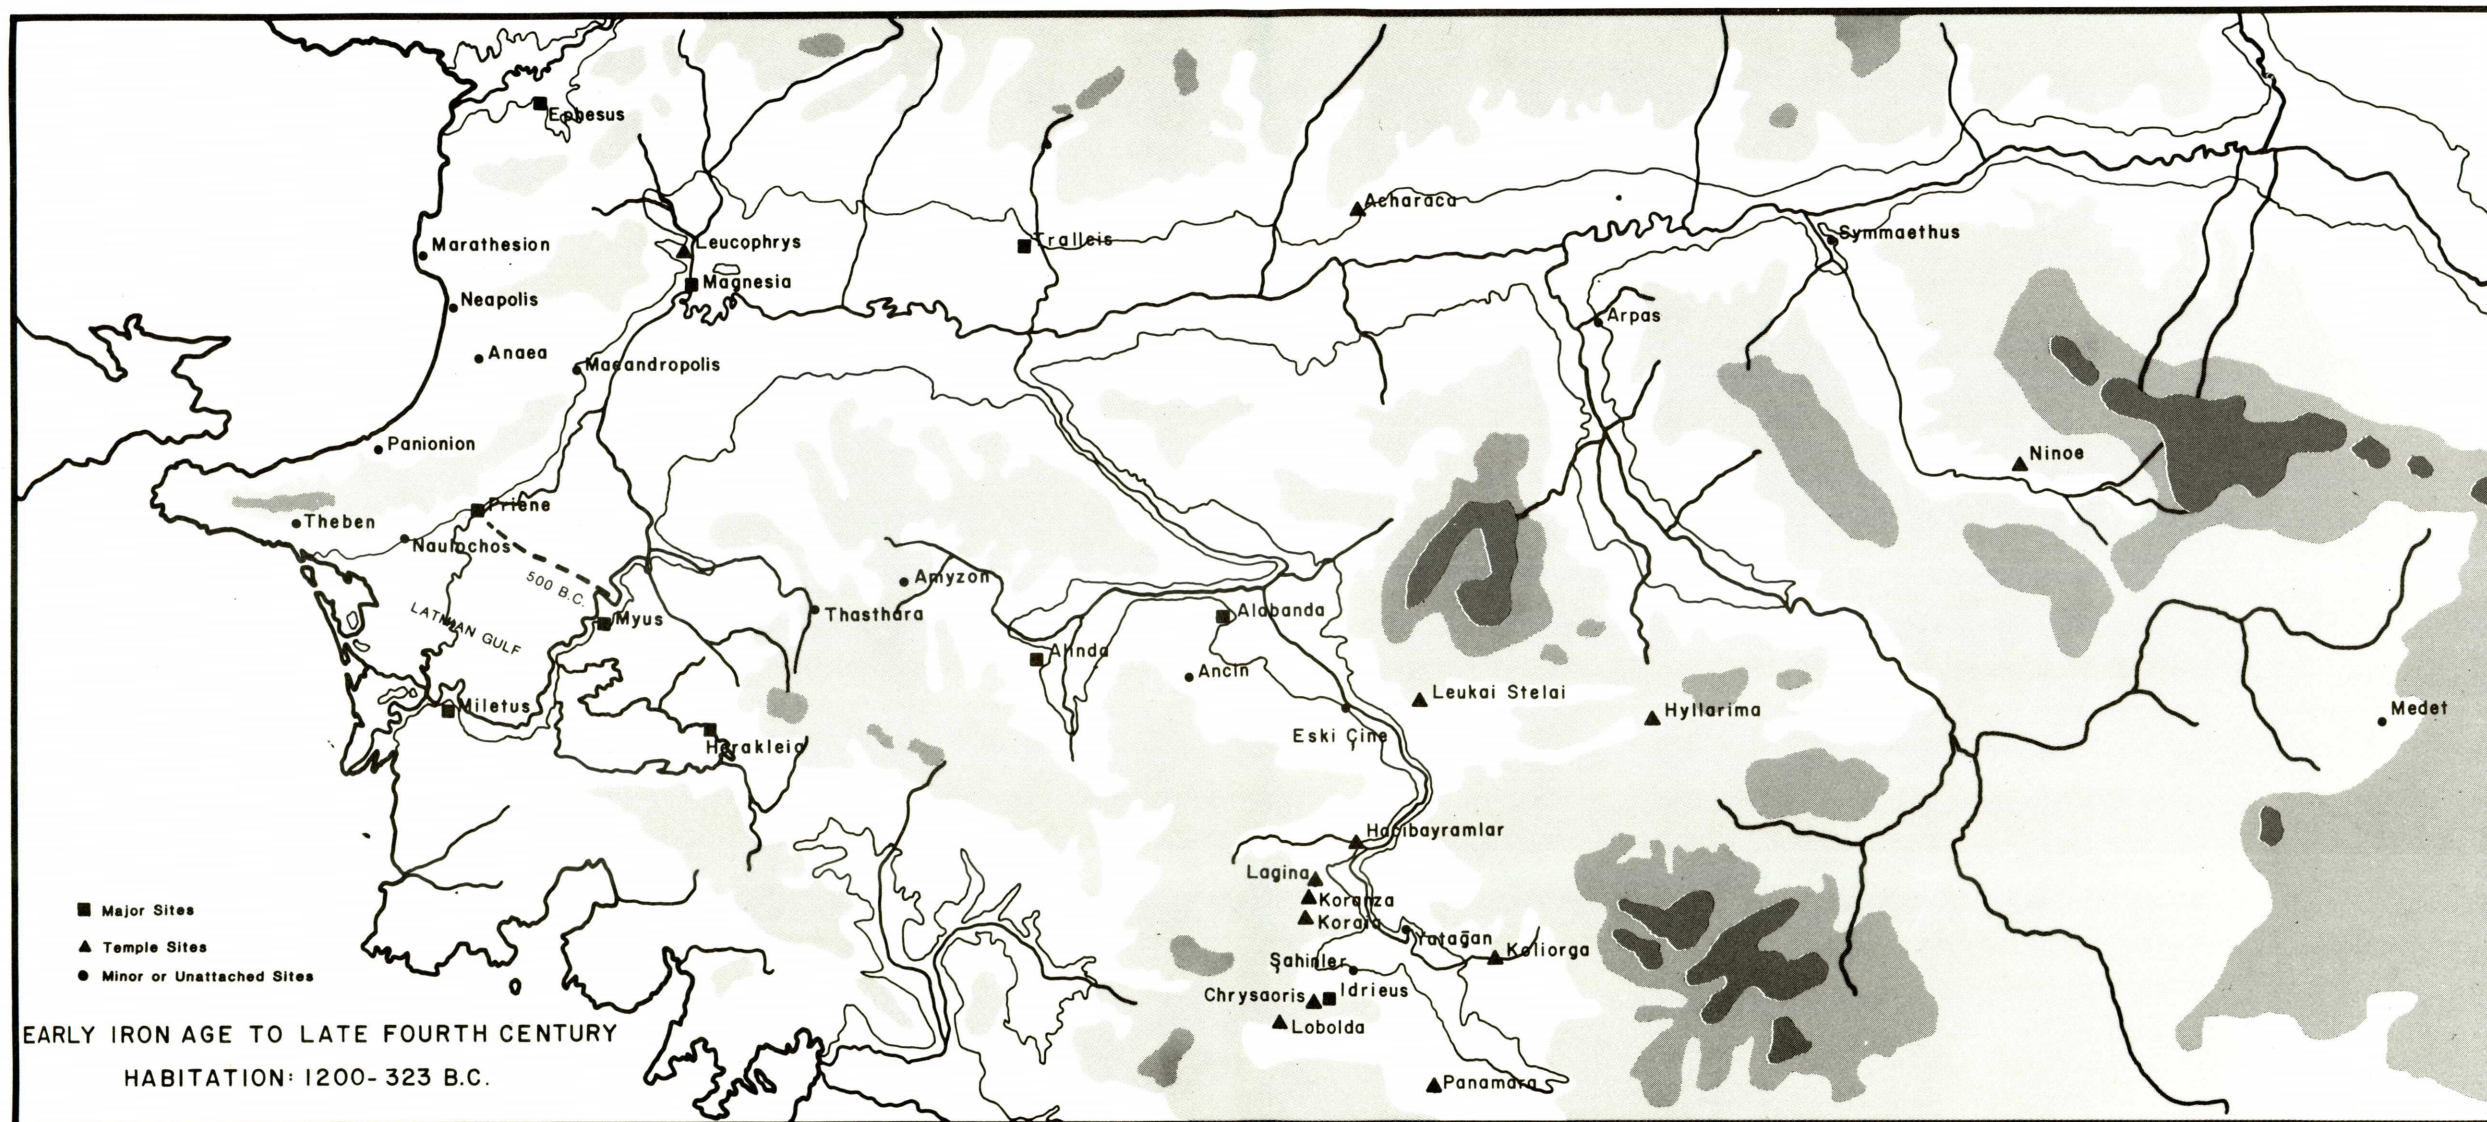 Ephesus
Acharaca
Marathesion
Leucophrys
Tralleis
Symmaethus
Magnesia
Neapolis
Arpas
Anaea
Maeandropolis
Panionion
Ninoe
Priene
Theben
Naulochos
500 B.C.
Amyzon
LATMIAN GULF
Myus
Thasthara
Alabanda
Alinda
Ancin
Leukai Stelai
Miletus
Hyllarima
Medet
Eski Çine
Herakleia
Hacibayramlar
Lagina
Koranza
Koraia
Yatağan
Koliorga
Şahinler
Chrysaoris
Idrieus
Lobolda
Panamara
Major Sites
Temple Sites
Minor or Unattached Sites
EARLY IRON AGE TO LATE FOURTH CENTURY
HABITATION: 1200-323 B.C.